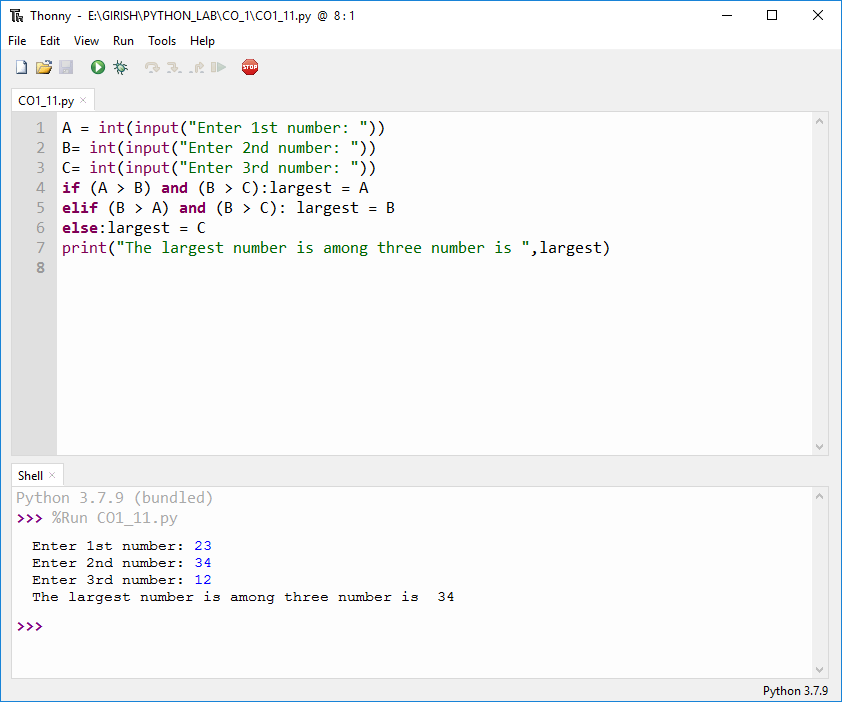 Thonny - E:\GIRISH\PYTHON_LAB\CO_1\CO1_11.py @ 8 : 1
File Edit View Run Tools Help
STOP
CO1_11.py ×
1 A = int(input("Enter 1st number: "))
2 B= int(input("Enter 2nd number: "))
3 C= int(input("Enter 3rd number: "))
4 if (A > B) and (B > C):largest = A
5 elif (B > A) and (B > C): largest = B
6 else:largest = C
7 print("The largest number is among three number is ",largest)
8
Shell ×
Python 3.7.9 (bundled)
>>> %Run CO1_11.py
Enter 1st number: 23
Enter 2nd number: 34
Enter 3rd number: 12
The largest number is among three number is  34
>>>
Python 3.7.9